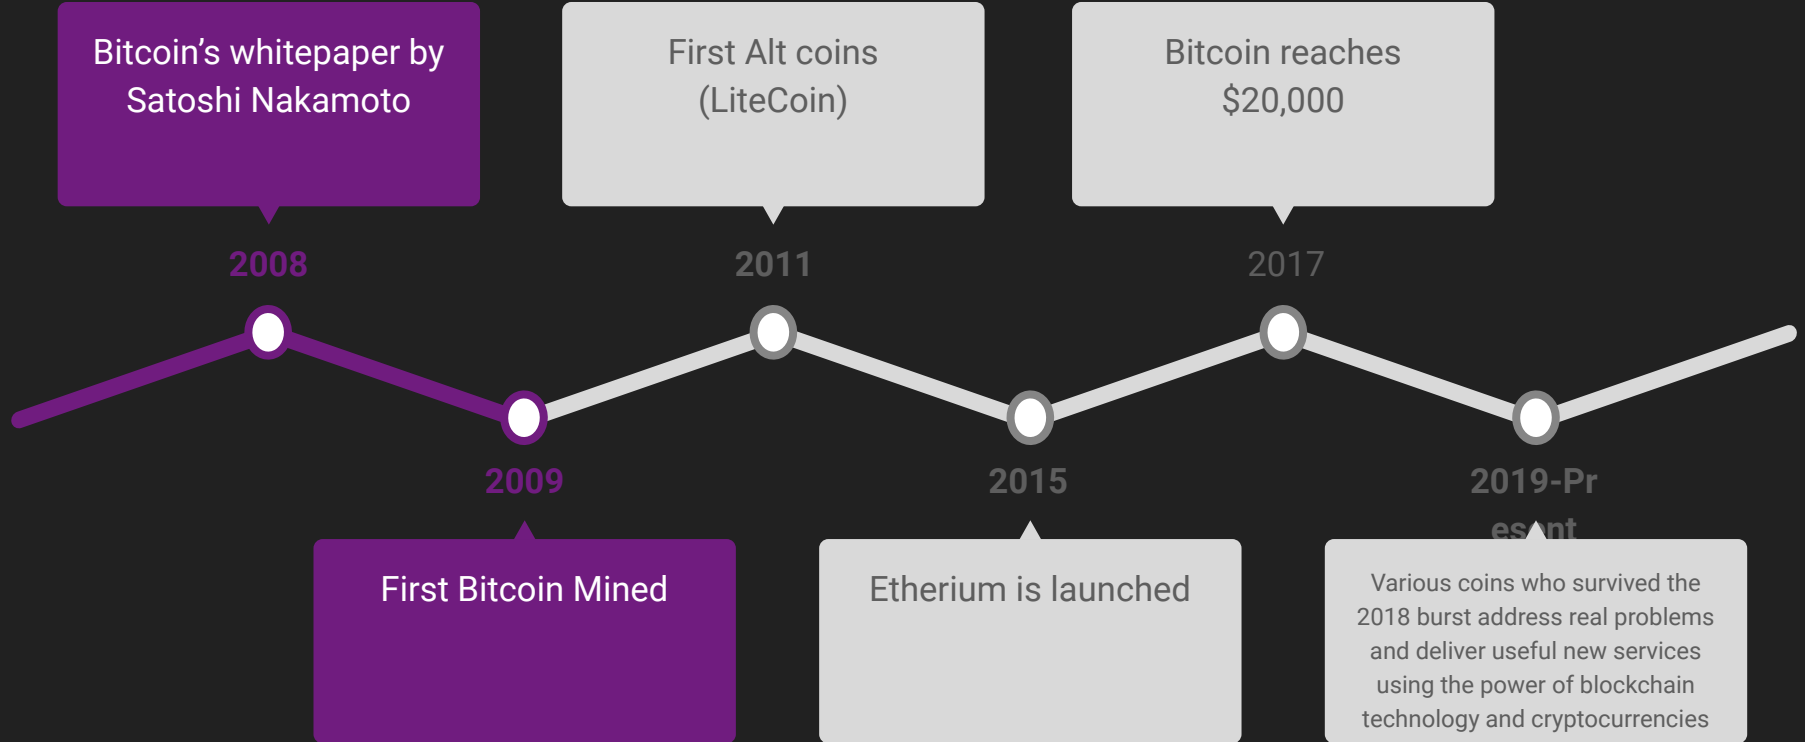 Bitcoin’s whitepaper by
Satoshi Nakamoto
First Alt coins
(LiteCoin)
Bitcoin reaches
$20,000
2008
2011
2017
2009
2015
2019-Pr
esent
First Bitcoin Mined
Etherium is launched
Various coins who survived the
2018 burst address real problems
and deliver useful new services
using the power of blockchain
technology and cryptocurrencies